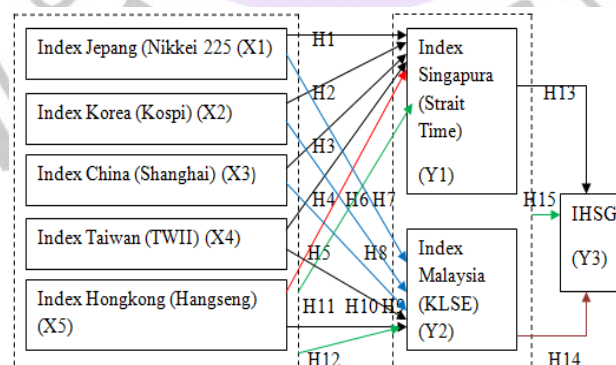 Index Jepang (Nikkei 225 (X1)
Index Korea (Kospi) (X2)
Index China (Shanghai) (X3)
Index Taiwan (TWII) (X4)
Index Hongkong (Hangseng)
(X5)
H1
H2
H3
H4 H6 H7
H5 H8
H11 H10 H9
H12
Index
Singapura
(Strait
Time)
(Y1)
Index
Malaysia
(KLSE)
(Y2)
H13
H15
H14
IHSG
(Y3)